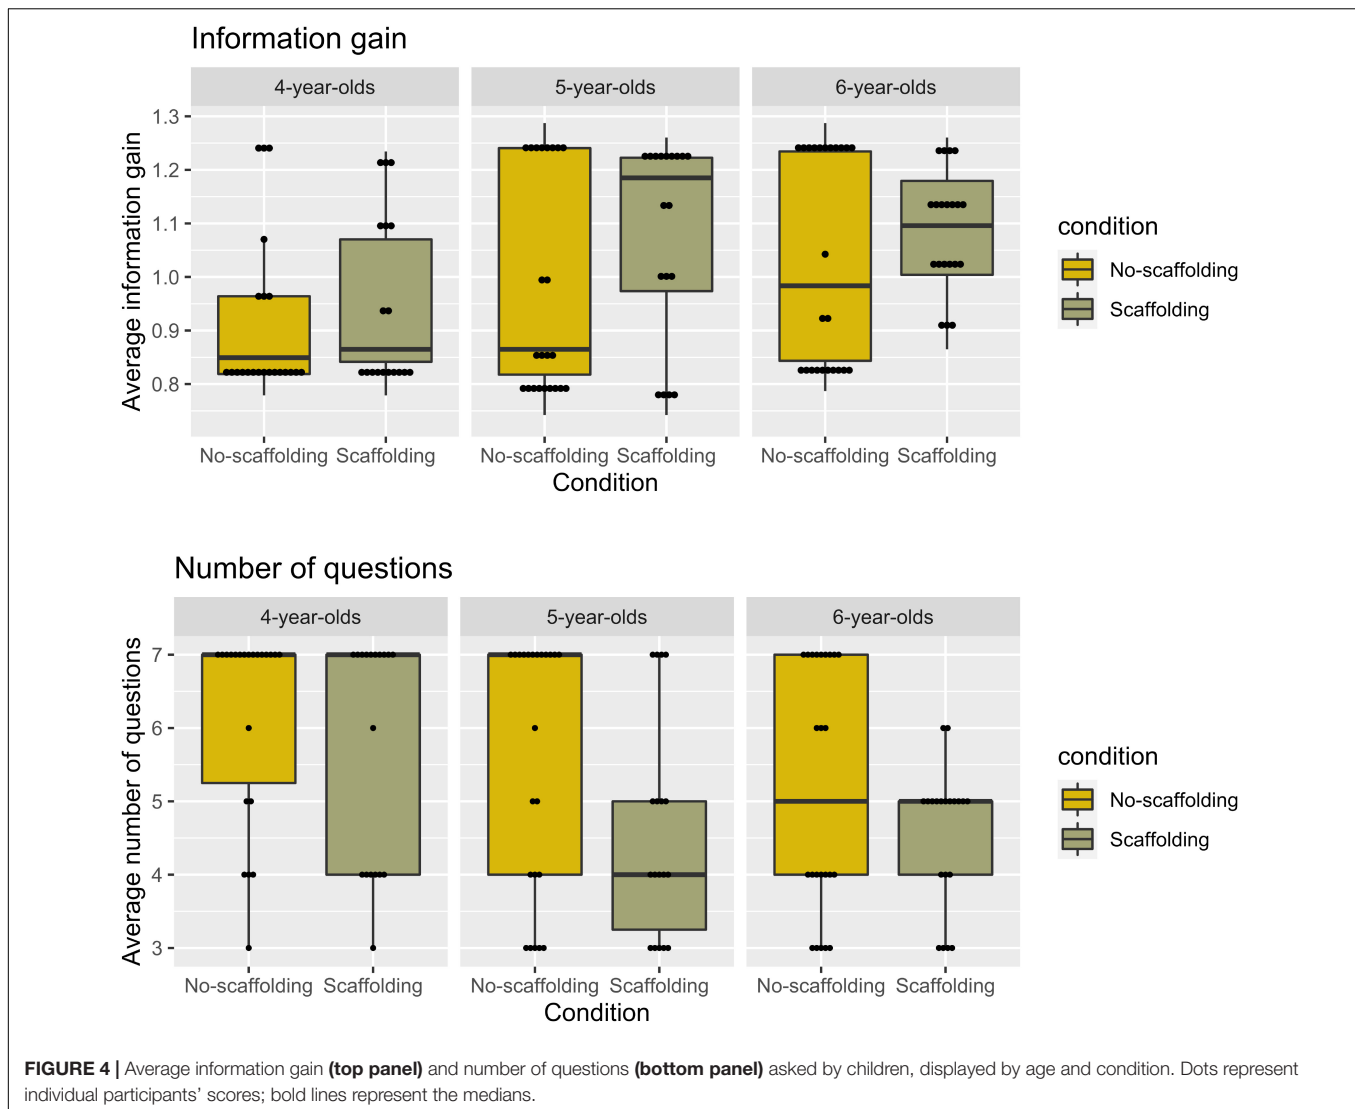 Information gain
4-year-olds
5-year-olds
6-year-olds
1.3
1.2
1.1
1.0
0.9
0.8
Average information gain
No-scaffolding Scaffolding
No-scaffolding Scaffolding
No-scaffolding Scaffolding
Condition
condition
No-scaffolding
Scaffolding
Number of questions
4-year-olds
5-year-olds
6-year-olds
7
6
5
4
3
Average number of questions
No-scaffolding Scaffolding
No-scaffolding Scaffolding
No-scaffolding Scaffolding
Condition
condition
No-scaffolding
Scaffolding
FIGURE 4 | Average information gain (top panel) and number of questions (bottom panel) asked by children, displayed by age and condition. Dots represent
individual participants’ scores; bold lines represent the medians.